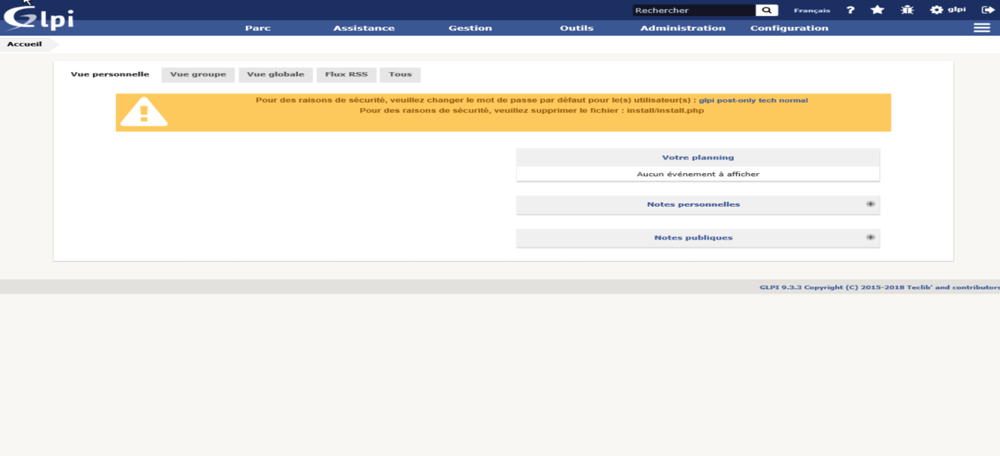 Glpi
Rechercher Français ? glpi
Parc Assistance Gestion Outils Administration Configuration
Accueil
Vue personnelle Vue groupe Vue globale Flux RSS Tous
Pour des raisons de sécurité, veuillez changer le mot de passe par défaut pour le(s) utilisateur(s) : glpi post-only tech normal
Pour des raisons de sécurité, veuillez supprimer le fichier : install/install.php
Votre planning
Aucun événement à afficher
Notes personnelles
Notes publiques
GLPI 9.3.3 Copyright (C) 2015-2018 Teclib' and contributors